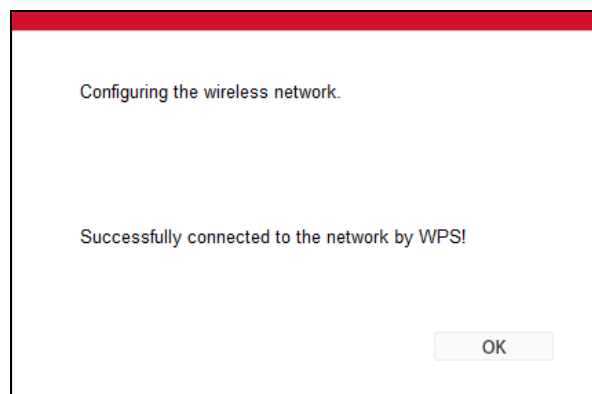 Configuring the wireless network.
Successfully connected to the network by WPS!
OK